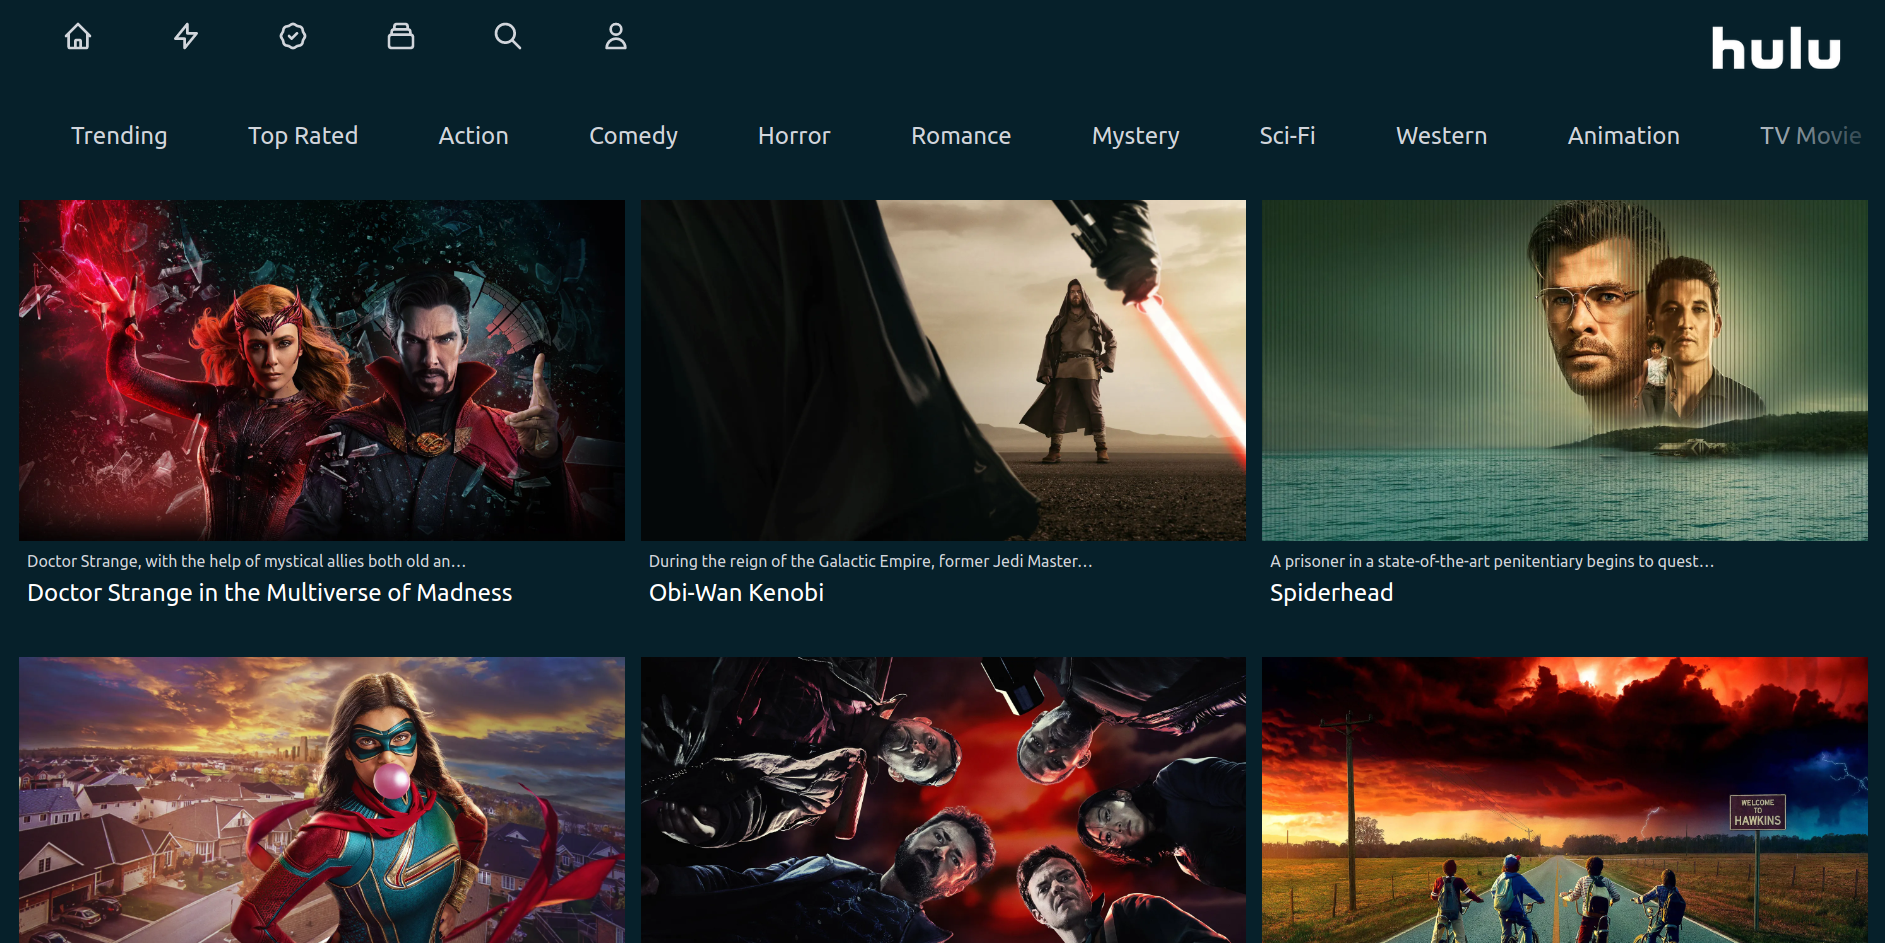 hulu
Trending Top Rated Action Comedy Horror Romance Mystery Sci-Fi Western Animation TV Movie
Doctor Strange, with the help of mystical allies both old an...
Doctor Strange in the Multiverse of Madness
During the reign of the Galactic Empire, former Jedi Master...
Obi-Wan Kenobi
A prisoner in a state-of-the-art penitentiary begins to quest...
Spiderhead
WELCOME
TO
HAWKINS